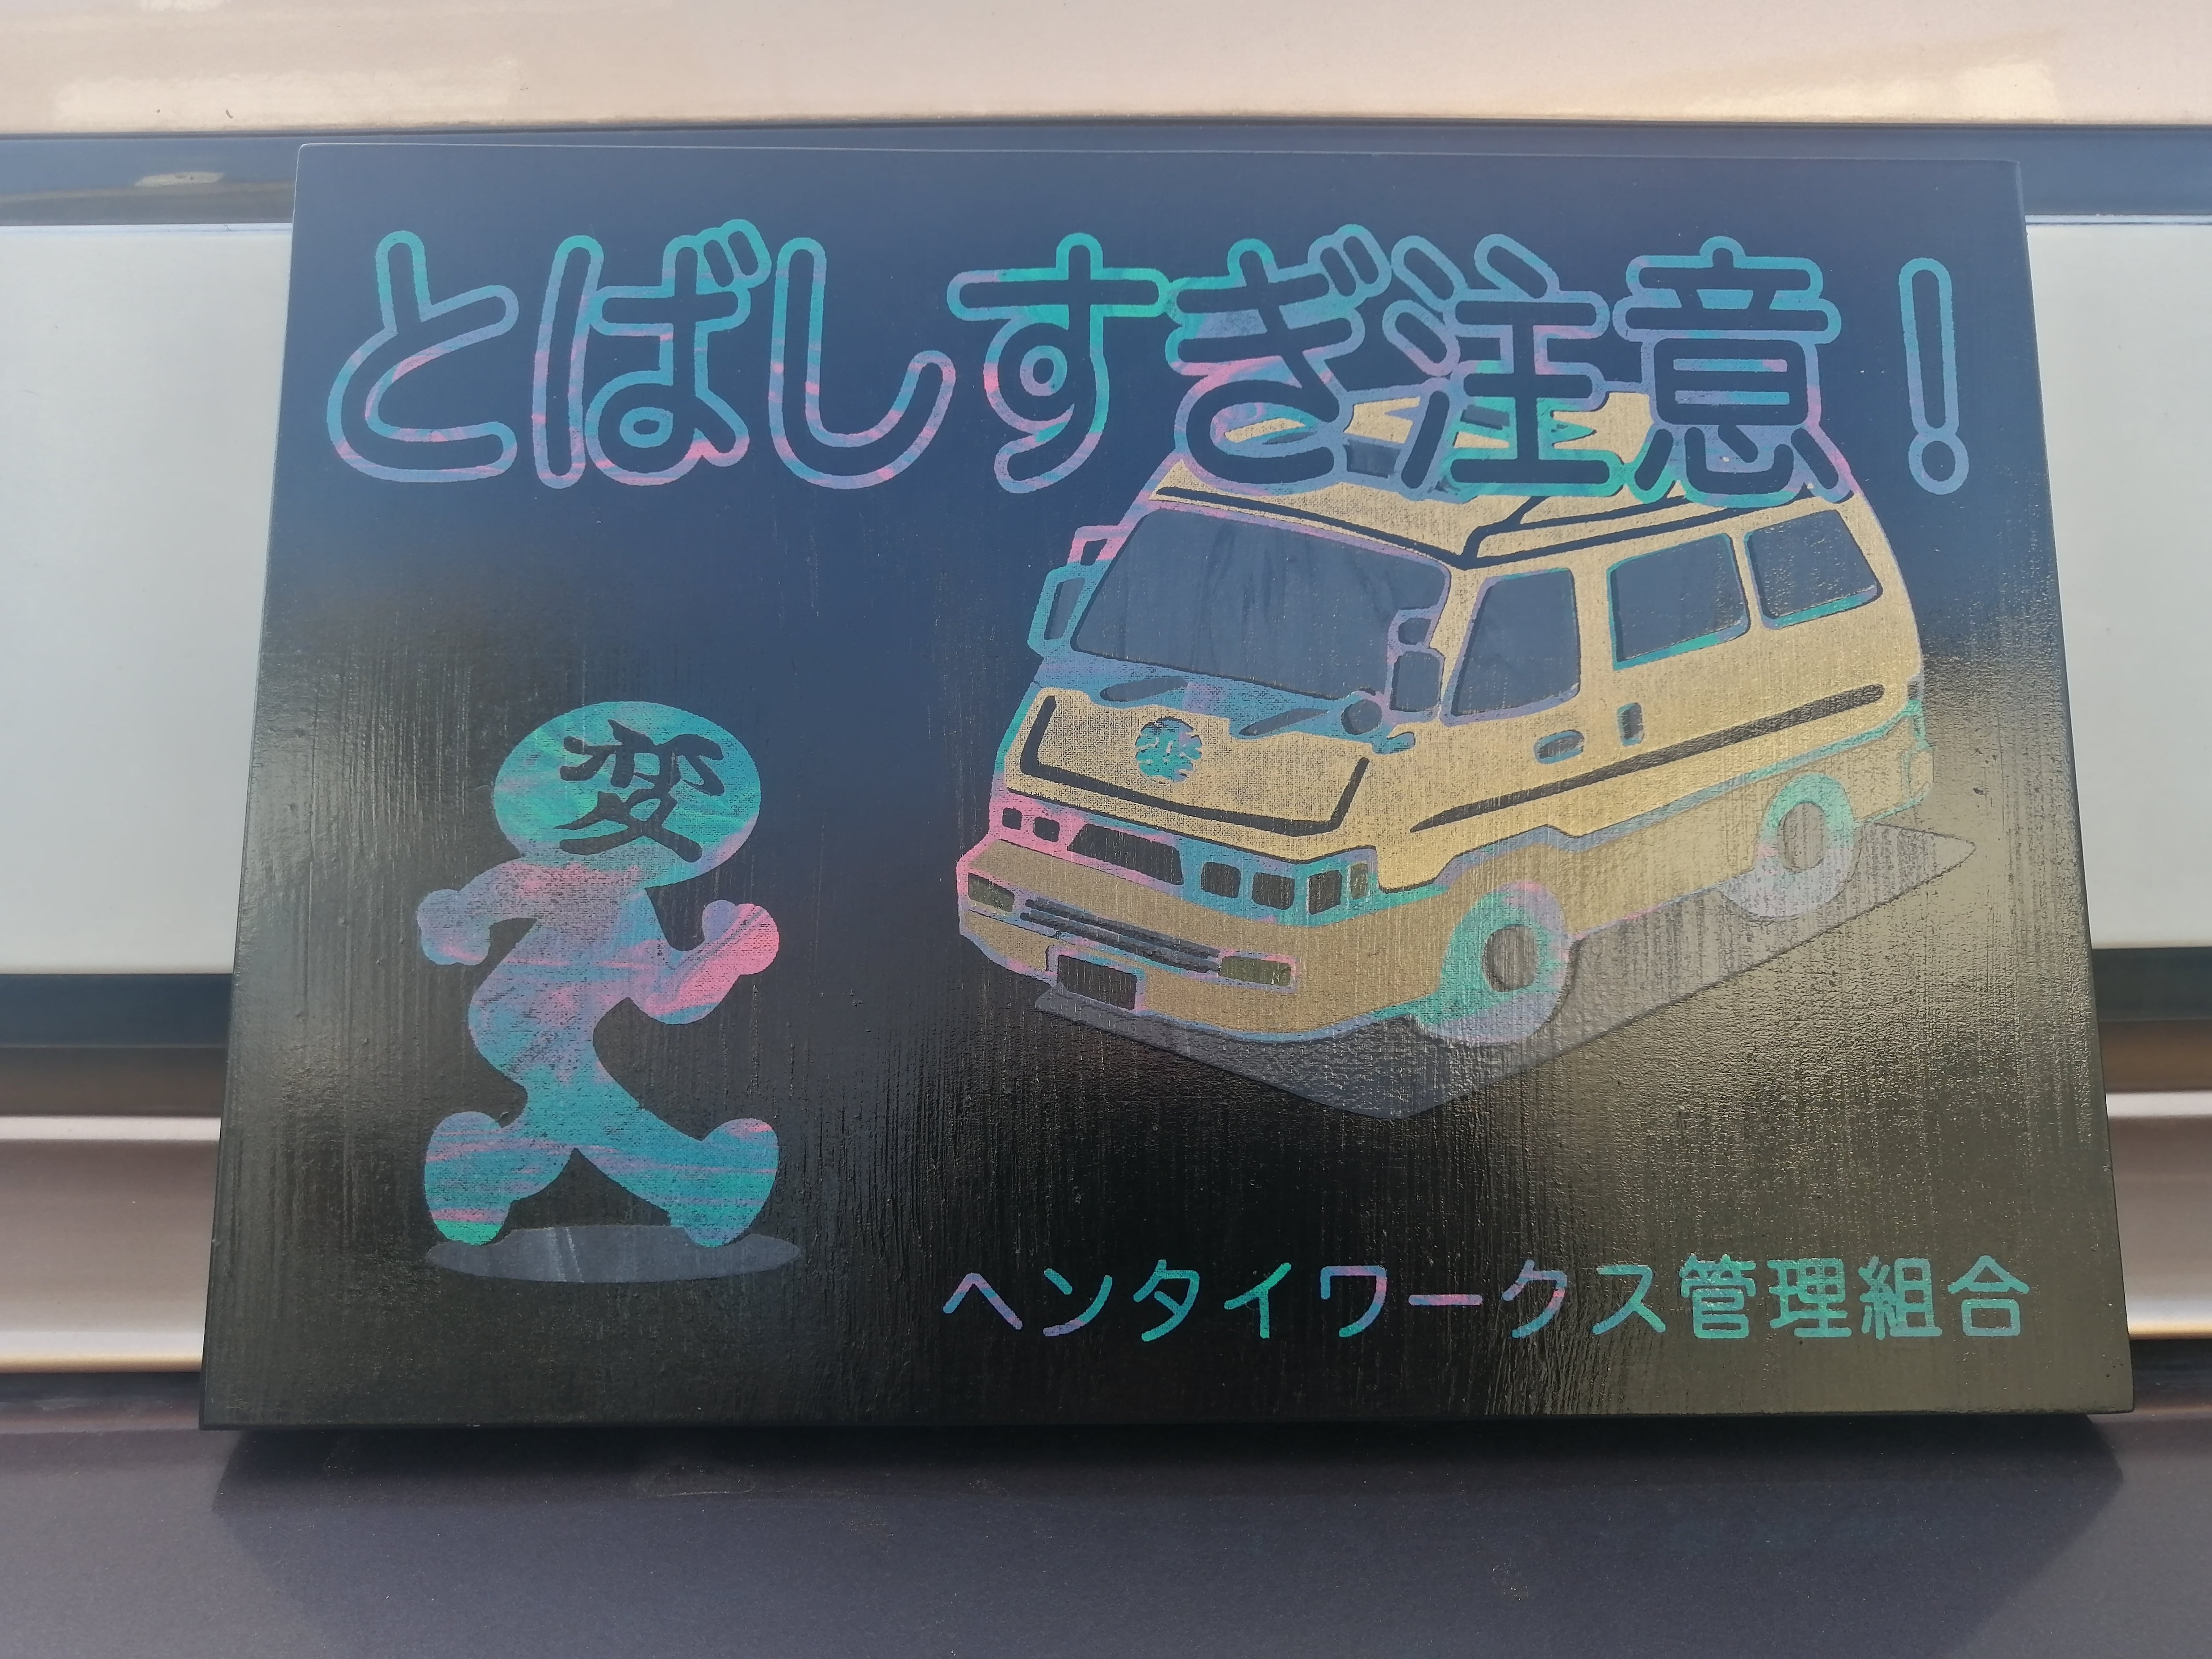 とばしすぎ注意！
変
ヘンタイワークス管理組合